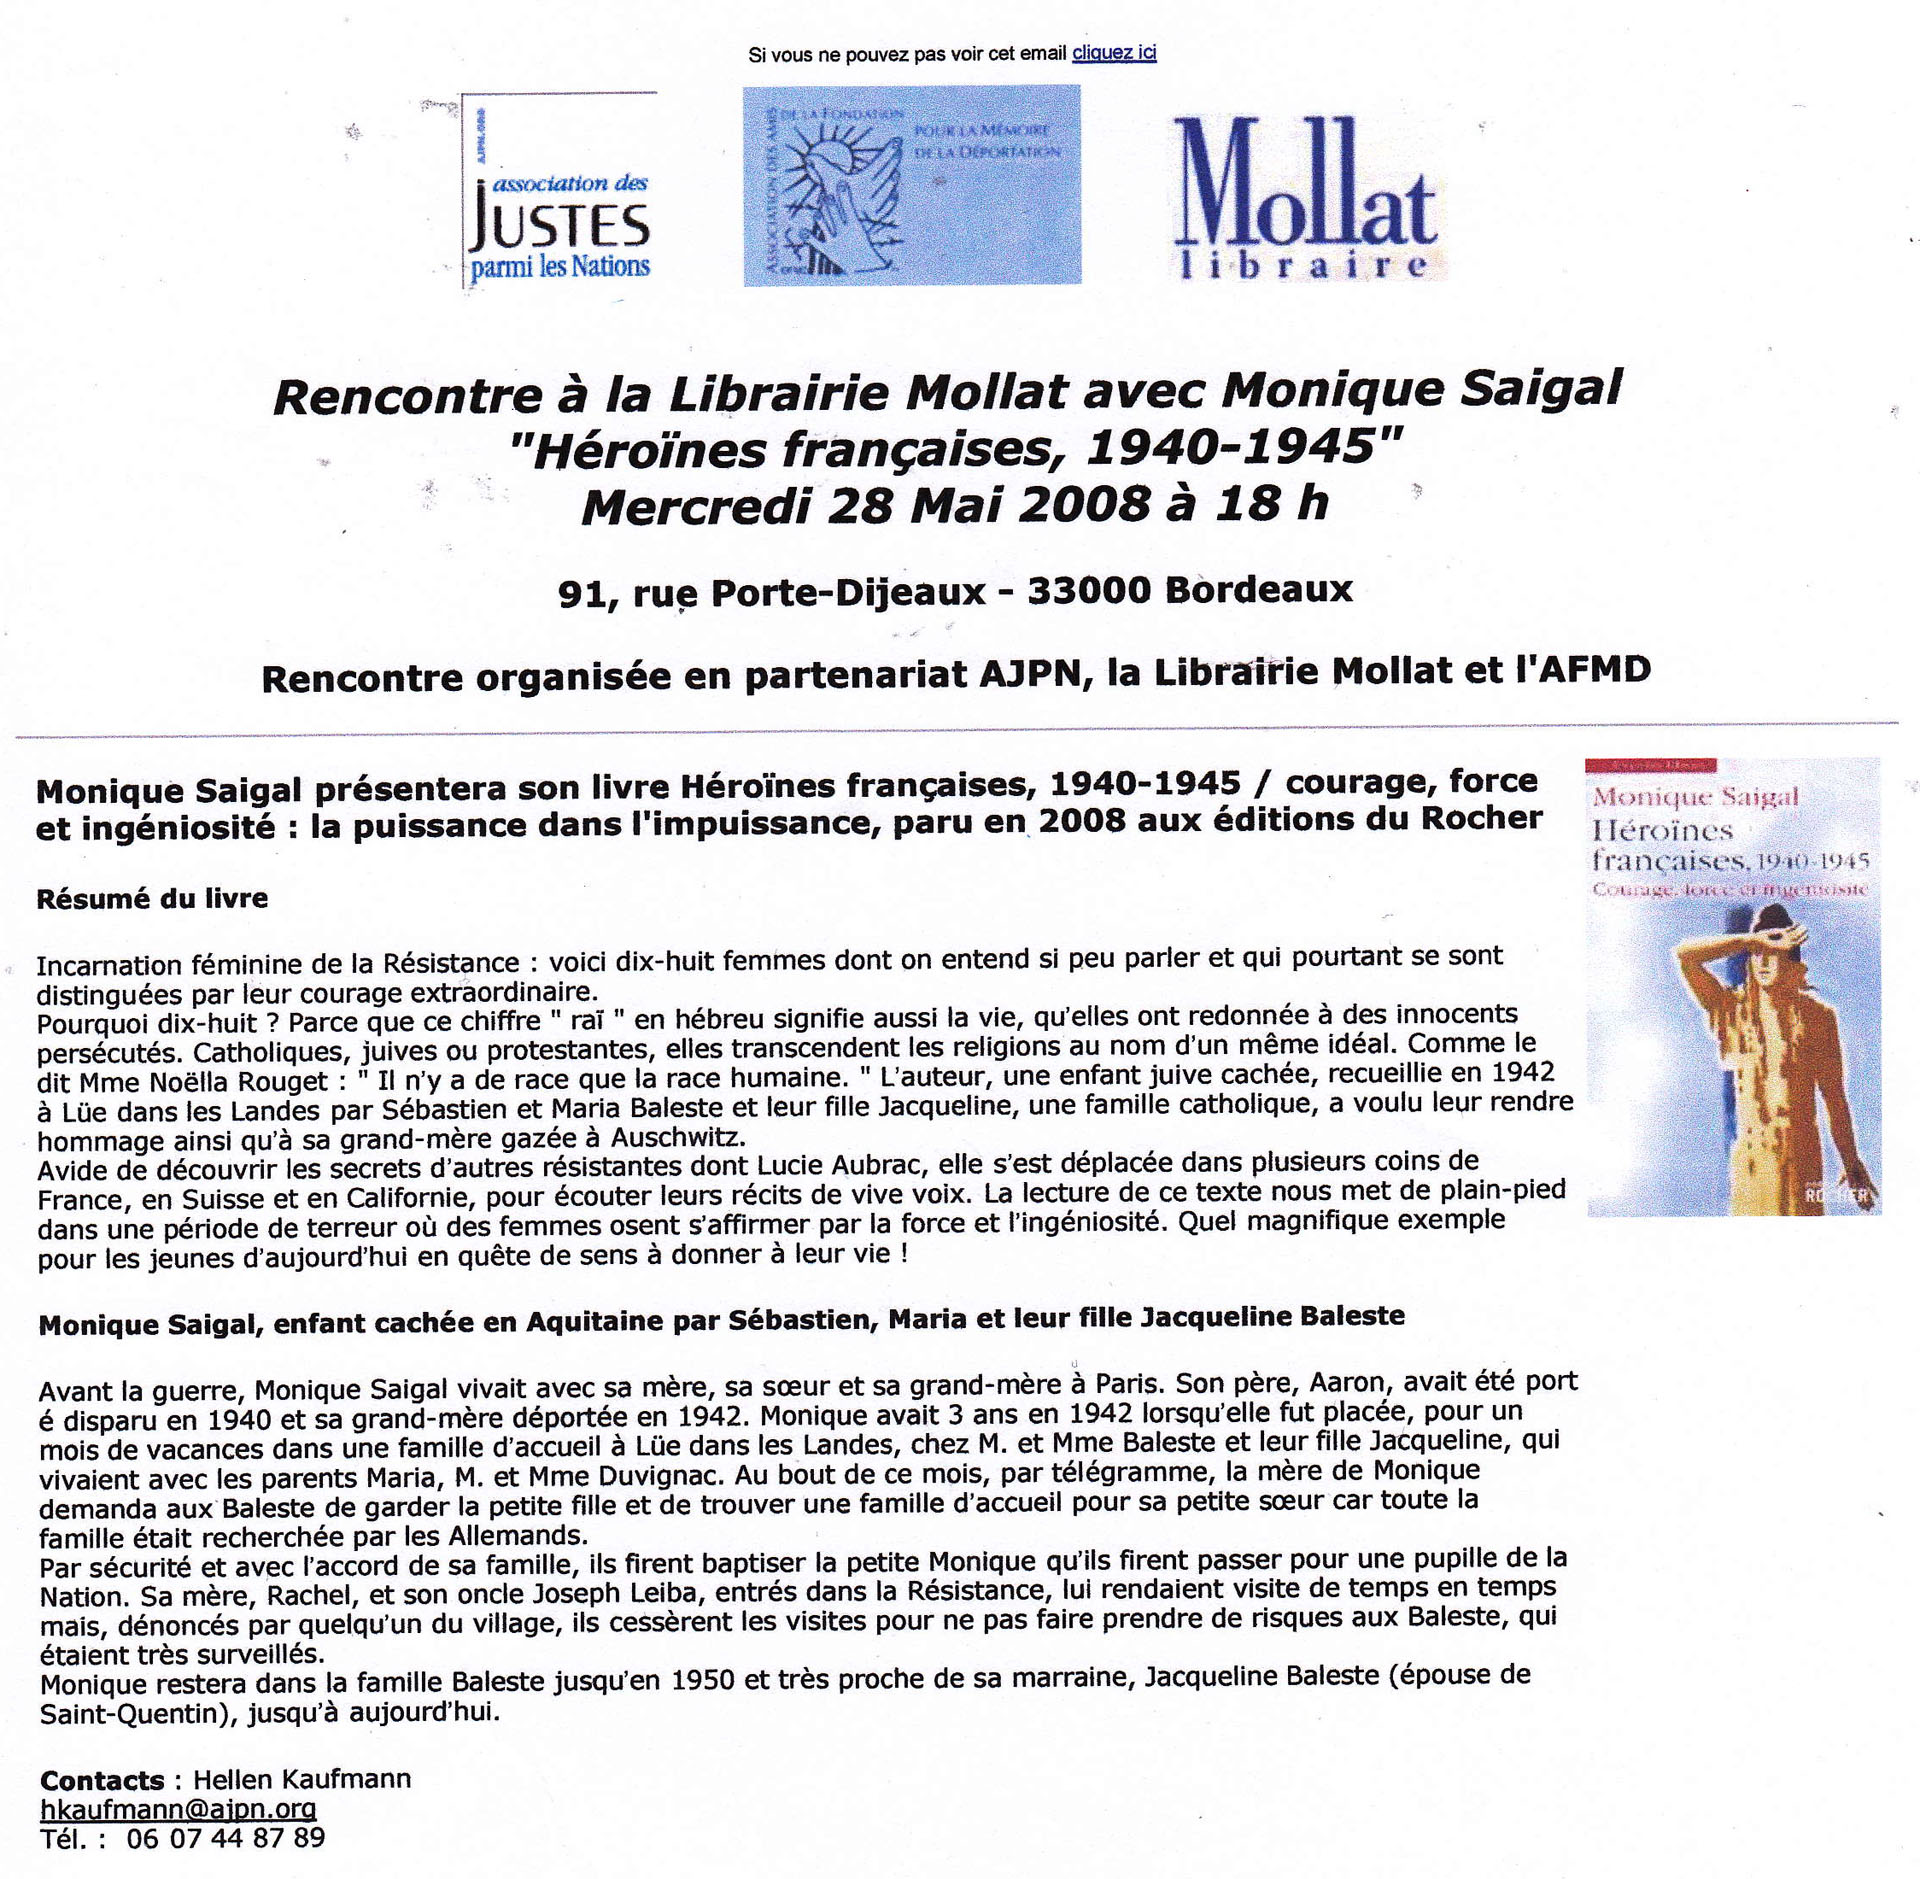 Si vous ne pouvez pas voir cet email cliquez ici
AJPN.ORG
association des
JUSTES
parmi les Nations
ASSOCIATION DES AMIS
DE LA FONDATION
POUR LA MÉMOIRE
DE LA DÉPORTATION
Mollat
libraire
Rencontre à la Librairie Mollat avec Monique Saigal
"Héroïnes françaises, 1940-1945"
Mercredi 28 Mai 2008 à 18 h
91, rue Porte-Dijeaux - 33000 Bordeaux
Rencontre organisée en partenariat AJPN, la Librairie Mollat et l'AFMD
Monique Saigal présentera son livre Héroïnes françaises, 1940-1945 / courage, force
et ingéniosité : la puissance dans l'impuissance, paru en 2008 aux éditions du Rocher
Monique Saigal
Héroïnes
françaises, 1940-1945
Courage, force et ingéniosité
ROCHER
Résumé du livre
Incarnation féminine de la Résistance : voici dix-huit femmes dont on entend si peu parler et qui pourtant se sont
distinguées par leur courage extraordinaire.
Pourquoi dix-huit ? Parce que ce chiffre " raï " en hébreu signifie aussi la vie, qu'elles ont redonnée à des innocents
persécutés. Catholiques, juives ou protestantes, elles transcendent les religions au nom d'un même idéal. Comme le
dit Mme Noëlla Rouget : " Il n'y a de race que la race humaine. " L'auteur, une enfant juive cachée, recueillie en 1942
à Lüe dans les Landes par Sébastien et Maria Baleste et leur fille Jacqueline, une famille catholique, a voulu leur rendre
hommage ainsi qu'à sa grand-mère gazée à Auschwitz.
Avide de découvrir les secrets d'autres résistantes dont Lucie Aubrac, elle s'est déplacée dans plusieurs coins de
France, en Suisse et en Californie, pour écouter leurs récits de vive voix. La lecture de ce texte nous met de plain-pied
dans une période de terreur où des femmes osent s'affirmer par la force et l'ingéniosité. Quel magnifique exemple
pour les jeunes d'aujourd'hui en quête de sens à donner à leur vie !
Monique Saigal, enfant cachée en Aquitaine par Sébastien, Maria et leur fille Jacqueline Baleste
Avant la guerre, Monique Saigal vivait avec sa mère, sa sœur et sa grand-mère à Paris. Son père, Aaron, avait été port
é disparu en 1940 et sa grand-mère déportée en 1942. Monique avait 3 ans en 1942 lorsqu'elle fut placée, pour un
mois de vacances dans une famille d'accueil à Lüe dans les Landes, chez M. et Mme Baleste et leur fille Jacqueline, qui
vivaient avec les parents Maria, M. et Mme Duvignac. Au bout de ce mois, par télégramme, la mère de Monique
demanda aux Baleste de garder la petite fille et de trouver une famille d'accueil pour sa petite sœur car toute la
famille était recherchée par les Allemands.
Par sécurité et avec l'accord de sa famille, ils firent baptiser la petite Monique qu'ils firent passer pour une pupille de la
Nation. Sa mère, Rachel, et son oncle Joseph Leiba, entrés dans la Résistance, lui rendaient visite de temps en temps
mais, dénoncés par quelqu'un du village, ils cessèrent les visites pour ne pas faire prendre de risques aux Baleste, qui
étaient très surveillés.
Monique restera dans la famille Baleste jusqu'en 1950 et très proche de sa marraine, Jacqueline Baleste (épouse de
Saint-Quentin), jusqu'à aujourd'hui.
Contacts : Hellen Kaufmann
hkaufmann@ajpn.org
Tél. : 06 07 44 87 89